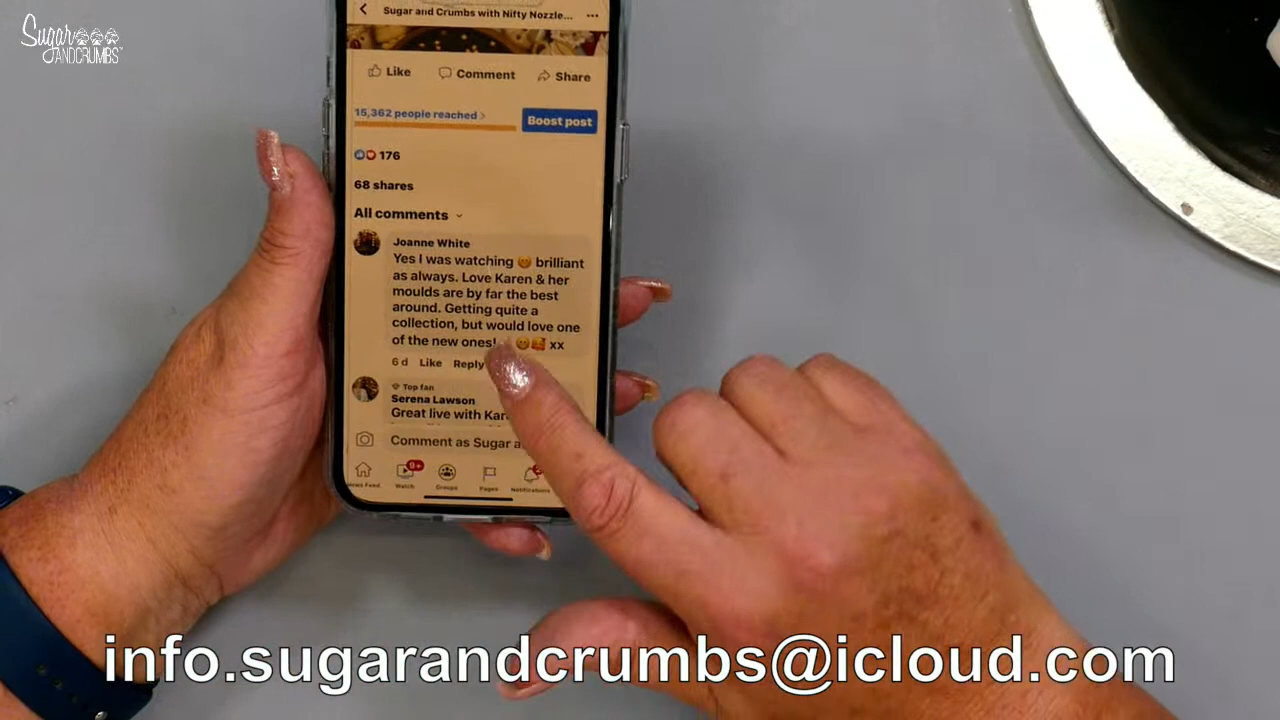 Sugar
ANDCRUMBS
Sugar and Crumbs with Nifty Nozzle...
Like
Comment
Share
15,362 people reached
Boost post
176
68 shares
All comments
Joanne White
Yes I was watching 😁 brilliant
as always. Love Karen & her
moulds are by far the best
around. Getting quite a
collection, but would love one
of the new ones! 😁🥰 xx
6 d Like Reply
Top fan
Serena Lawson
Great live with Kar
Comment as Sugar a
Watch
Groups
Pages
Notifications
info.sugarandcrumbs@icloud.com